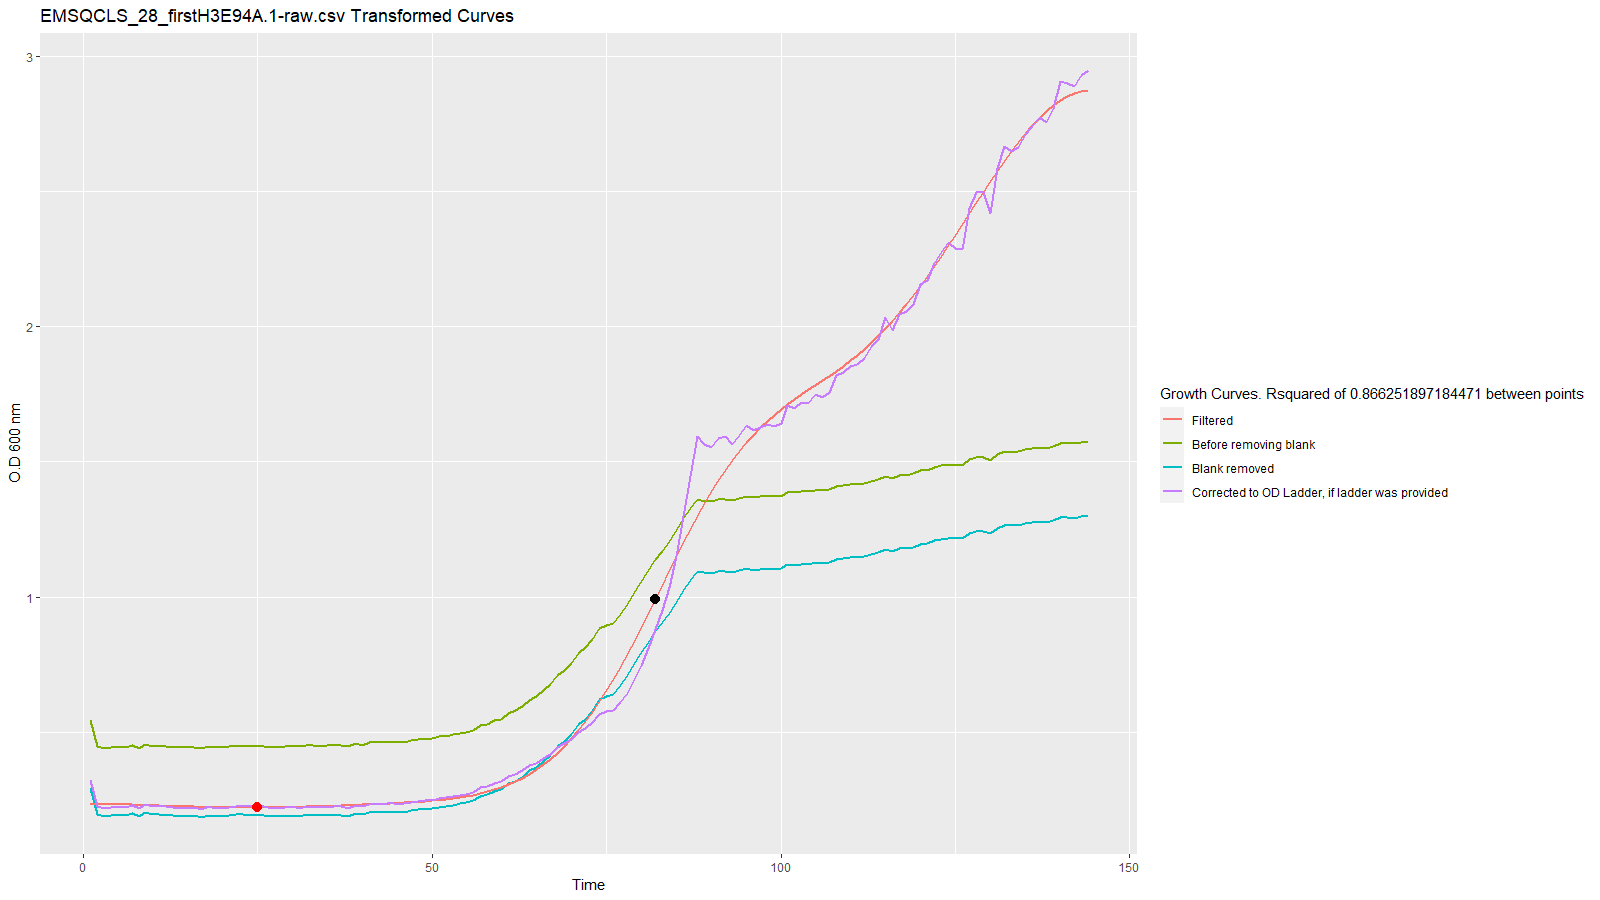 EMSQCLS_28_firstH3E94A.1-raw.csv Transformed Curves
3
2
1
O.D 600 nm
0
50
100
150
Time
Growth Curves. Rsquared of 0.866251897184471 between points
Filtered
Before removing blank
Blank removed
Corrected to OD Ladder, if ladder was provided